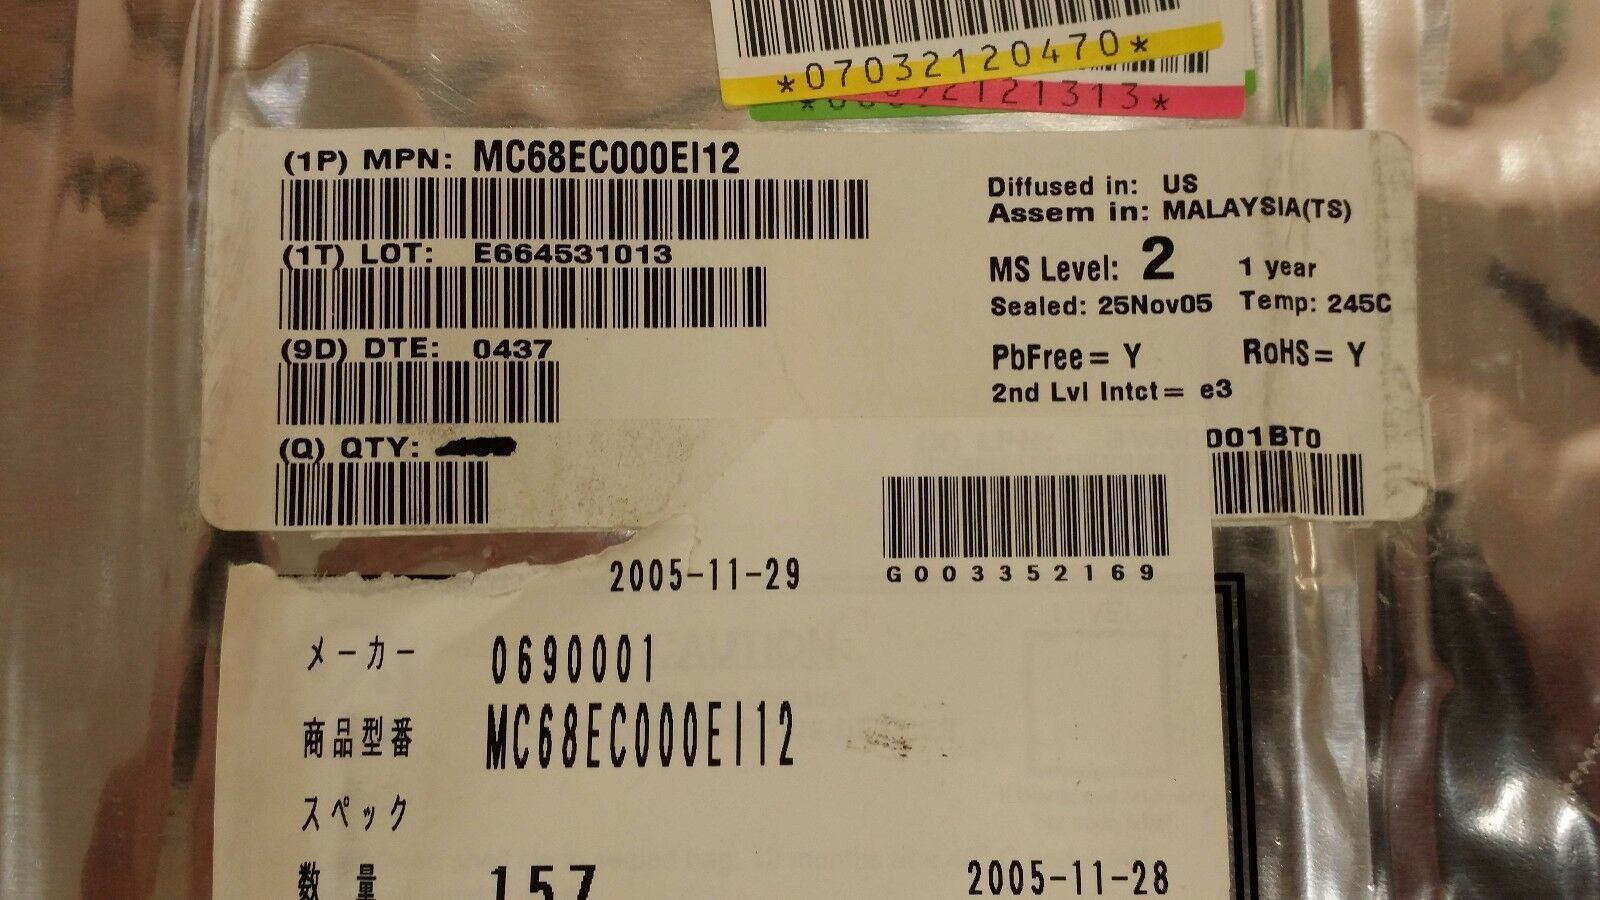 *07032120470*
2121313*
(1P) MPN: MC68EC000EI12
(1T) LOT: E664531013
(9D) DTE: 0437
(Q) QTY:
Diffused in: US
Assem in: MALAYSIA(TS)
MS Level: 2 1 year
Sealed: 25Nov05 Temp: 245C
PbFree= Y RoHS= Y
2nd Lvl Intct= e3
001BT0
G003352169
2005-11-29
メーカー 0690001
商品型番 MC68EC000EI12
スペック
数量 157 2005-11-28